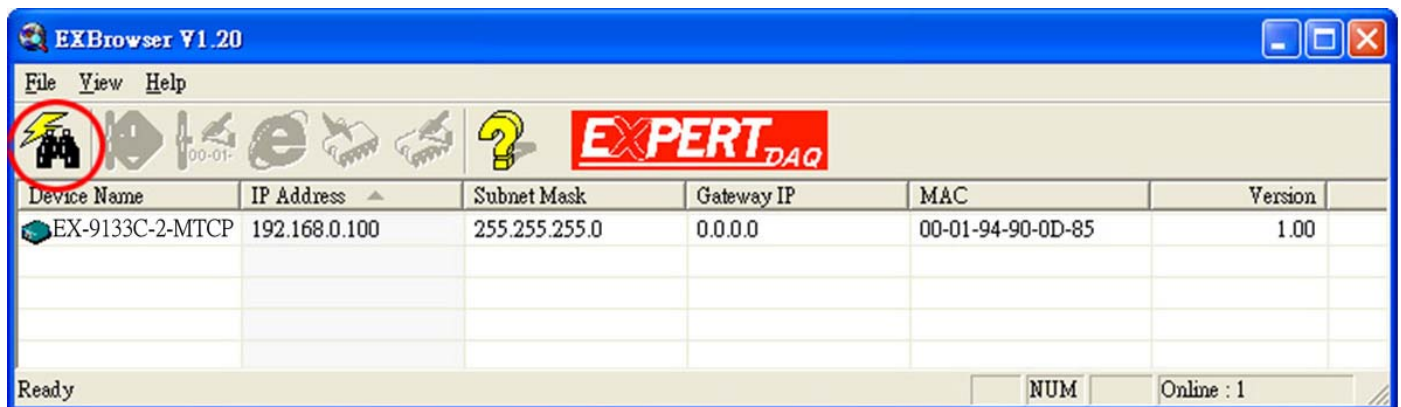 EXBrowser V1.20
File View Help
00-01-
EXPERT DAQ
Device Name IP Address Subnet Mask Gateway IP MAC Version
EX-9133C-2-MTCP 192.168.0.100 255.255.255.0 0.0.0.0 00-01-94-90-0D-85 1.00
Ready NUM Online : 1